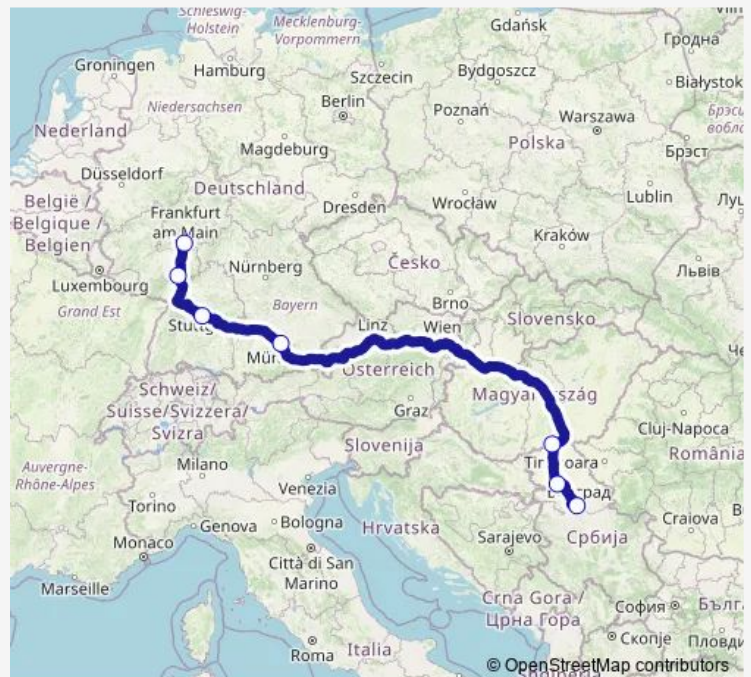 Schleswig-
Holstein
Mecklenburg-
Vorpommern
Gdańsk
Гродна
Groningen
Hamburg
Szczecin
Bydgoszcz
Białystok
Niedersachsen
Berlin
Poznań
Warszawa
Nederland
Magdeburg
Polska
Брэст
Düsseldorf
Deutschland
België /
Belgique /
Belgien
Dresden
Wrocław
Lublin
Frankfurt
am Main
Kraków
Česko
Львів
Luxembourg
Nürnberg
Grand Est
Bayern
Brno
Slovensko
Linz
Wien
Österreich
Schweiz/
Suisse/Svizzera/
Svizra
Magyarország
Graz
Cluj-Napoca
România
Slovenija
Auvergne-
Rhône-Alpes
Milano
Venezia
Torino
Hrvatska
Craiova
Genova
Bologna
Sarajevo
Србија
Monaco
Città di San
Marino
Marseille
Crna Gora /
Црна Гора
София
Скопје
Roma
Italia
© OpenStreetMap contributors